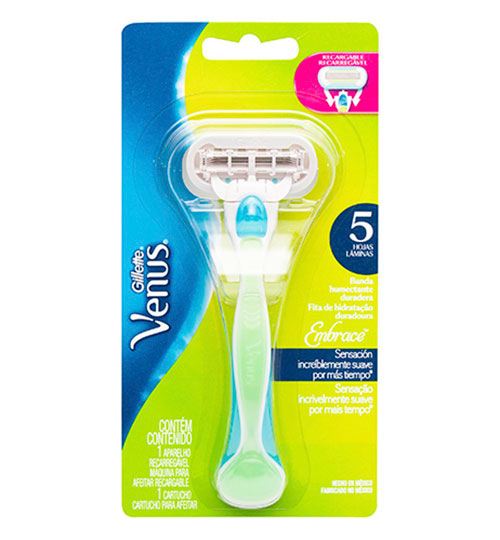 RECARGABLE
RECARREGÁVEL
Gillette
Venus
5
HOJAS
LÂMINAS
Banda
humectante
duradera
Fita de hidratação
duradoura
Embrace™
Sensación
increíblemente suave
por más tiempo*
Sensação
incrivelmente suave
por mais tempo*
CONTÉM
CONTENIDO
1 APARELHO
RECARREGÁVEL
MÁQUINA PARA
AFEITAR RECARGABLE
1 CARTUCHO
CARTUCHO PARA AFEITAR
HECHO EN MÉXICO
FABRICADO NO MÉXICO
Venus